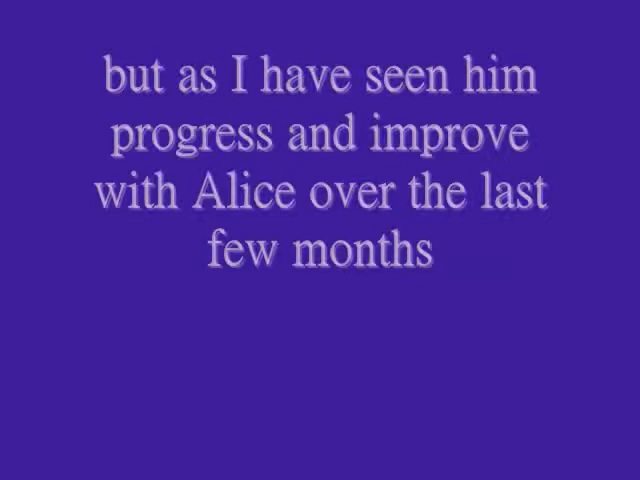 but as I have seen him
progress and improve
with Alice over the last
few months